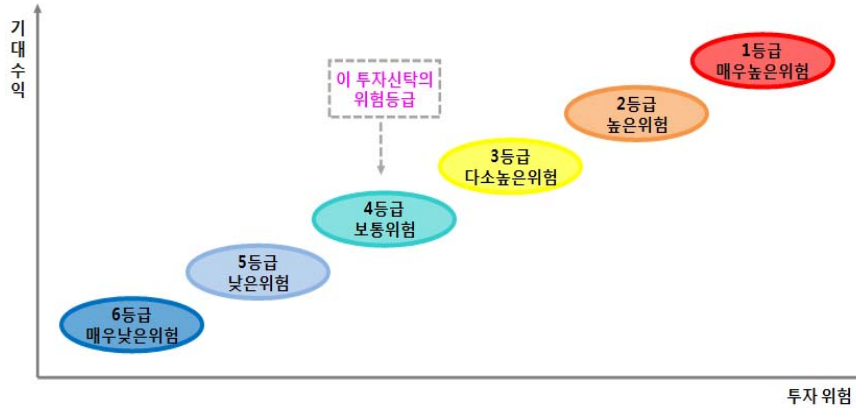 기대수익
1등급
매우높은위험
이 투자신탁의
위험등급
2등급
높은위험
3등급
다소높은위험
4등급
보통위험
5등급
낮은위험
6등급
매우낮은위험
투자 위험